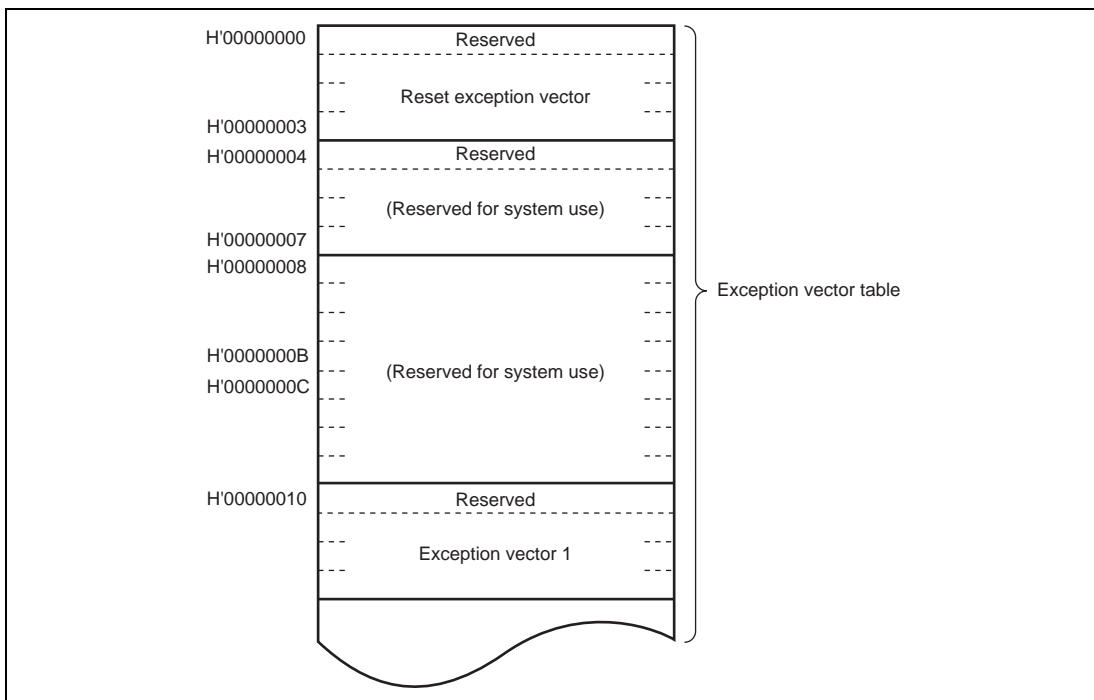 H'00000000
Reserved
Reset exception vector
H'00000003
H'00000004
Reserved
(Reserved for system use)
H'00000007
H'00000008
Exception vector table
H'0000000B
(Reserved for system use)
H'0000000C
H'00000010
Reserved
Exception vector 1